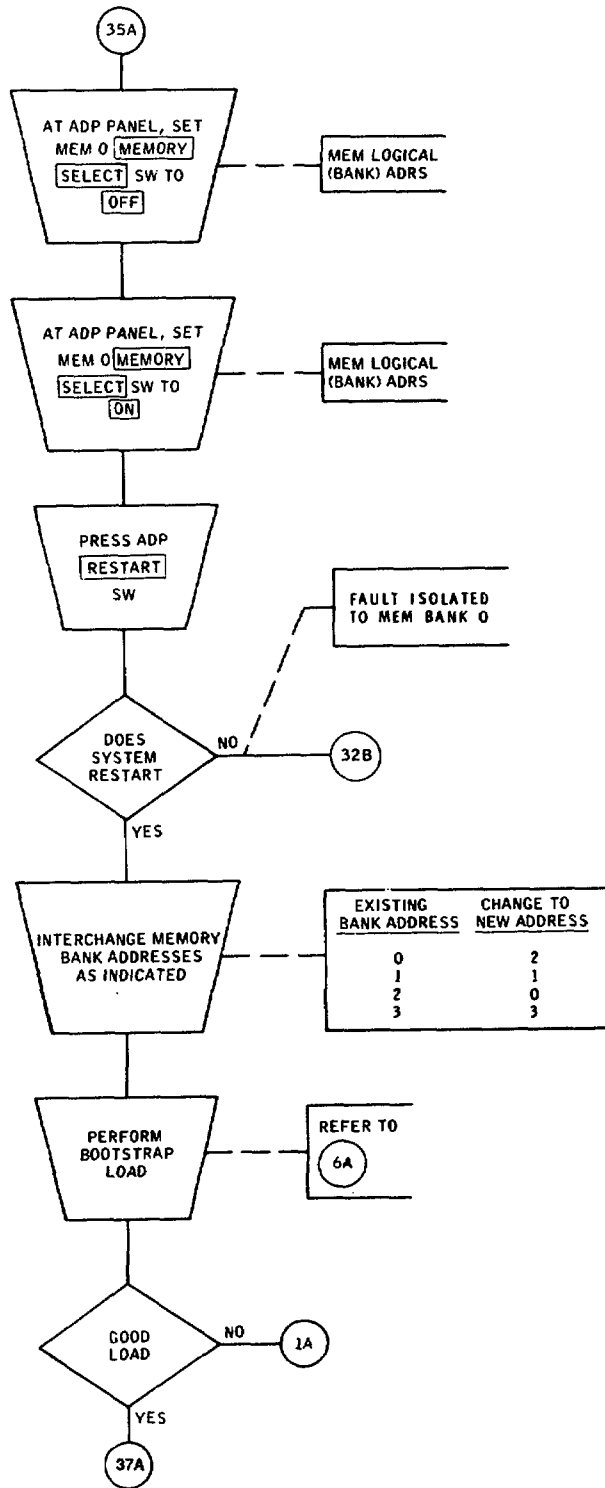 35A
AT ADP PANEL, SET
MEM 0 MEMORY
SELECT SW TO
OFF
MEM LOGICAL
(BANK) ADRS
AT ADP PANEL, SET
MEM 0 MEMORY
SELECT SW TO
ON
MEM LOGICAL
(BANK) ADRS
PRESS ADP
RESTART
SW
FAULT ISOLATED
TO MEM BANK 0
DOES
SYSTEM
RESTART
NO
32B
YES
INTERCHANGE MEMORY
BANK ADDRESSES
AS INDICATED
EXISTING CHANGE TO
BANK ADDRESS NEW ADDRESS
0 2
1 1
2 0
3 3
PERFORM
BOOTSTRAP
LOAD
REFER TO
6A
GOOD
LOAD
NO
1A
YES
37A